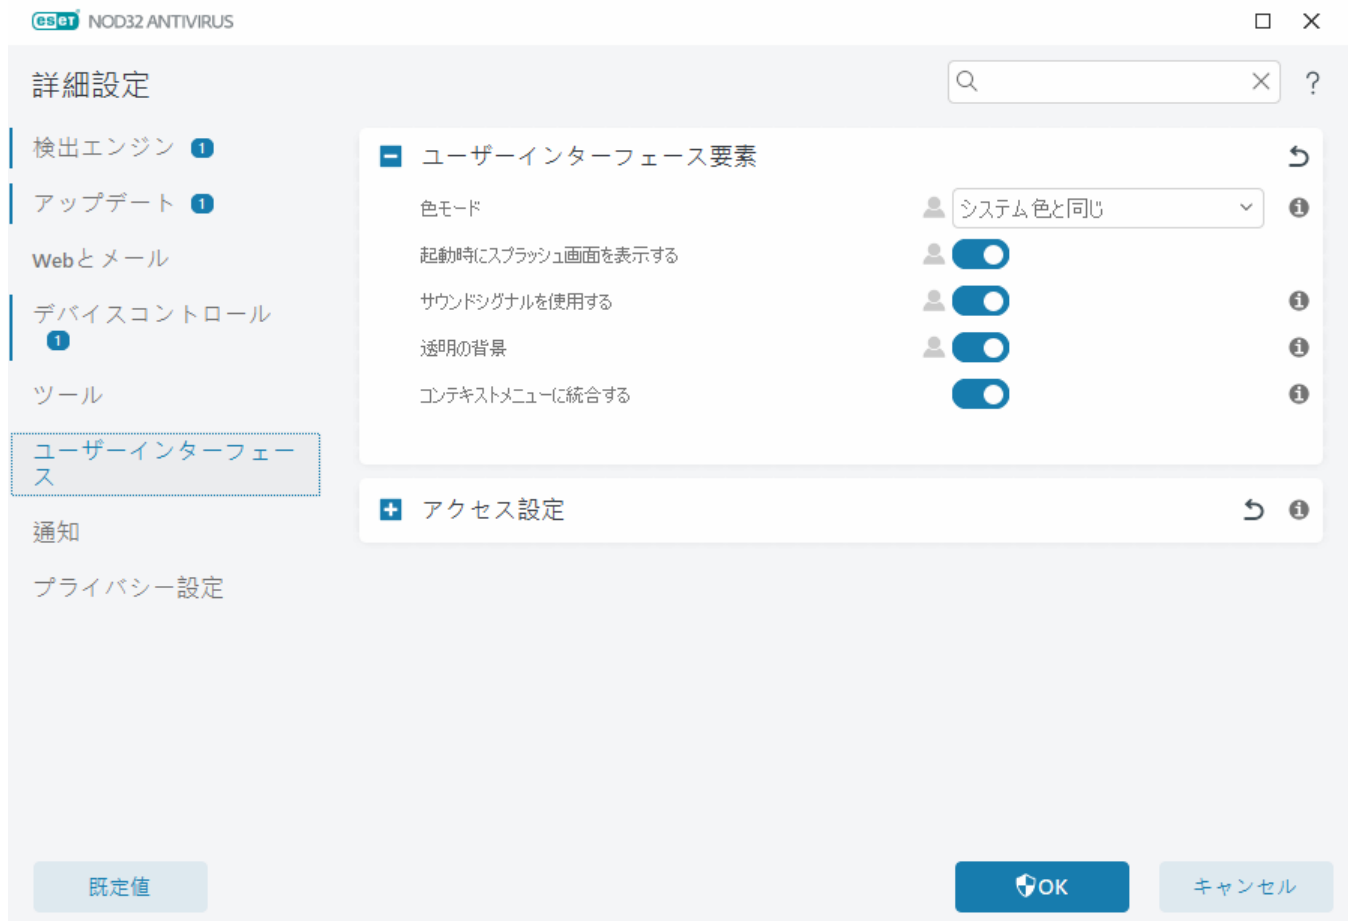 eset NOD32 ANTIVIRUS
詳細設定
?
検出エンジン 1
アップデート 1
Webとメール
デバイスコントロール
1
ツール
ユーザーインターフェー
ス
通知
プライバシー設定
ユーザーインターフェース要素
色モード
システム色と同じ
起動時にスプラッシュ画面を表示する
サウンドシグナルを使用する
透明の背景
コンテキストメニューに統合する
アクセス設定
既定値
OK
キャンセル